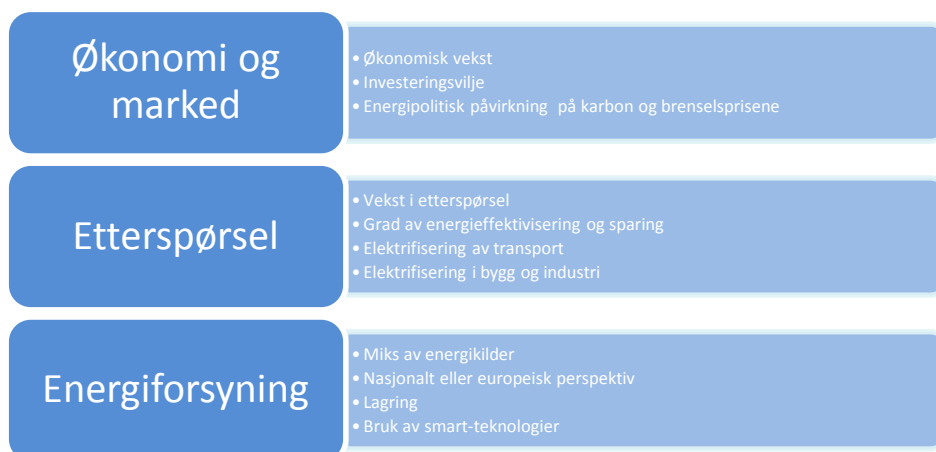 Økonomi og
marked
• Økonomisk vekst
• Investeringsvilje
• Energipolitisk påvirkning på karbon og brenselsprisene
Etterspørsel
• Vekst i etterspørsel
• Grad av energieffektivisering og sparing
• Elektrifisering av transport
• Elektrifisering i bygg og industri
Energiforsyning
• Miks av energikilder
• Nasjonalt eller europeisk perspektiv
• Lagring
• Bruk av smart-teknologier